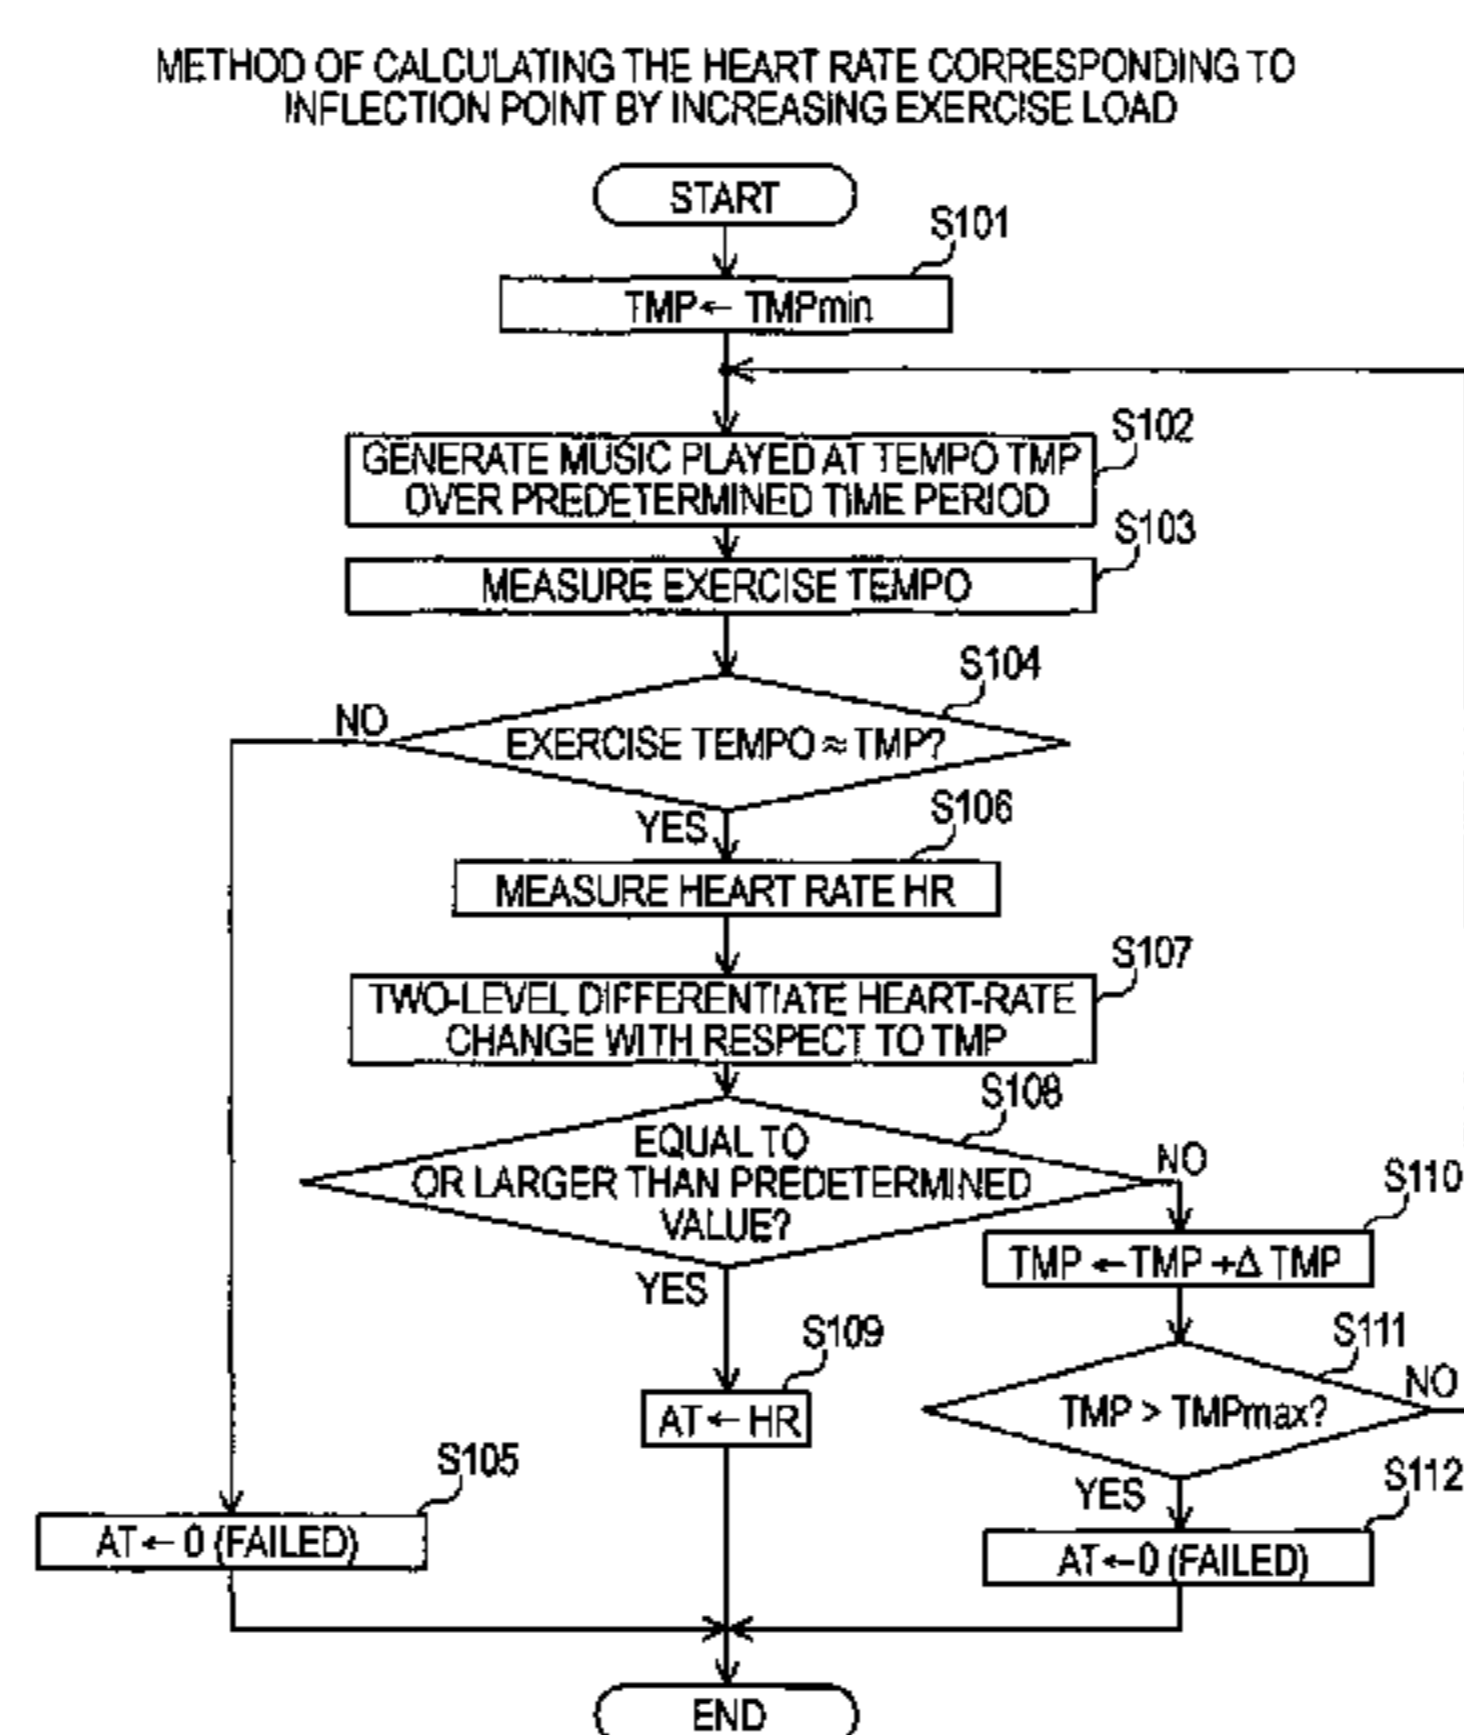 METHOD OF CALCULATING THE HEART RATE CORRESPONDING TO
INFLECTION POINT BY INCREASING EXERCISE LOAD
START
S101
TMP ← TMPmin
S102
GENERATE MUSIC PLAYED AT TEMPO TMP
OVER PREDETERMINED TIME PERIOD
S103
MEASURE EXERCISE TEMPO
S104
NO
EXERCISE TEMPO ≈ TMP?
YES
S106
MEASURE HEART RATE HR
S107
TWO-LEVEL DIFFERENTIATE HEART-RATE
CHANGE WITH RESPECT TO TMP
S108
EQUAL TO
OR LARGER THAN PREDETERMINED
VALUE?
NO
YES
S110
TMP ← TMP +Δ TMP
S109
AT ← HR
S111
TMP > TMPmax?
NO
YES
S105
AT ← 0 (FAILED)
S112
AT ← 0 (FAILED)
END